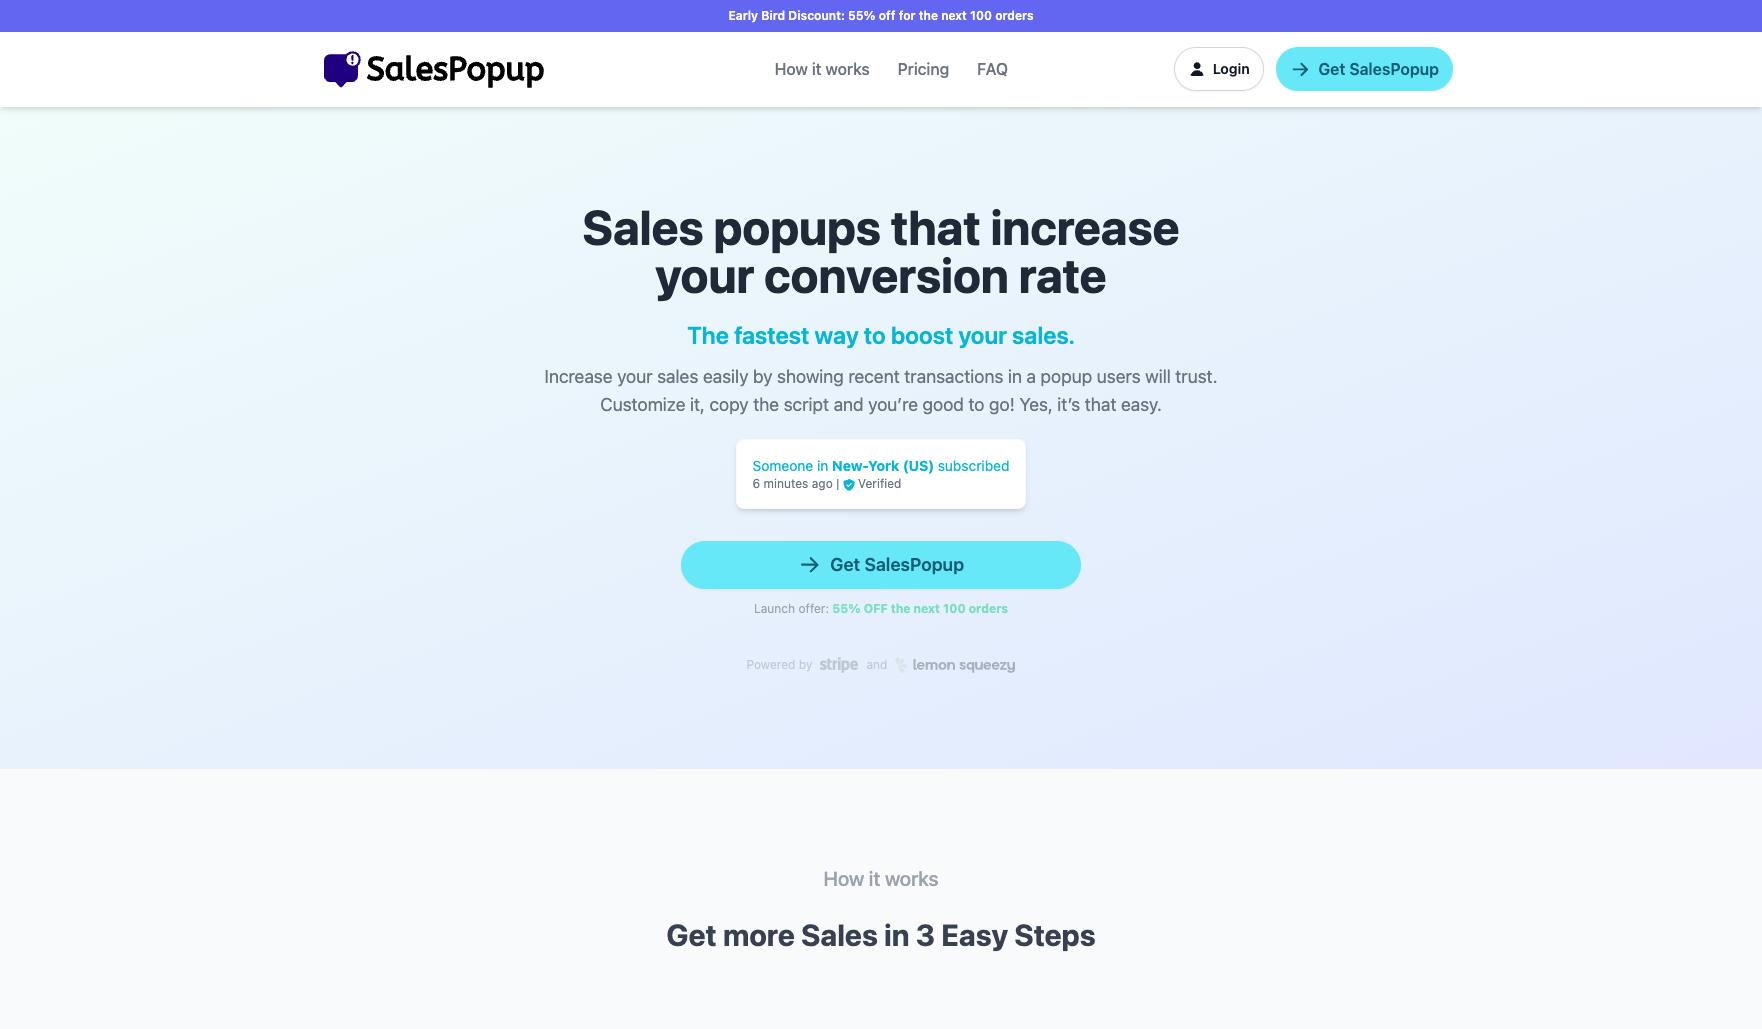 Early Bird Discount: 55% off for the next 100 orders
SalesPopup
How it works
Pricing
FAQ
Login
Get SalesPopup
Sales popups that increase
your conversion rate
The fastest way to boost your sales.
Increase your sales easily by showing recent transactions in a popup users will trust.
Customize it, copy the script and you’re good to go! Yes, it’s that easy.
Someone in New-York (US) subscribed
6 minutes ago | Verified
Get SalesPopup
Launch offer: 55% OFF the next 100 orders
Powered by stripe and lemon squeezy
How it works
Get more Sales in 3 Easy Steps